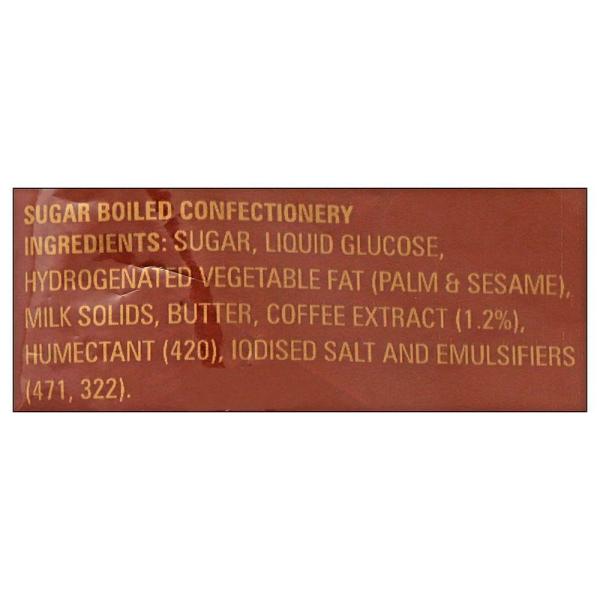 SUGAR BOILED CONFECTIONERY
INGREDIENTS: SUGAR, LIQUID GLUCOSE,
HYDROGENATED VEGETABLE FAT (PALM & SESAME),
MILK SOLIDS, BUTTER, COFFEE EXTRACT (1.2%),
HUMECTANT (420), IODISED SALT AND EMULSIFIERS
(471, 322).